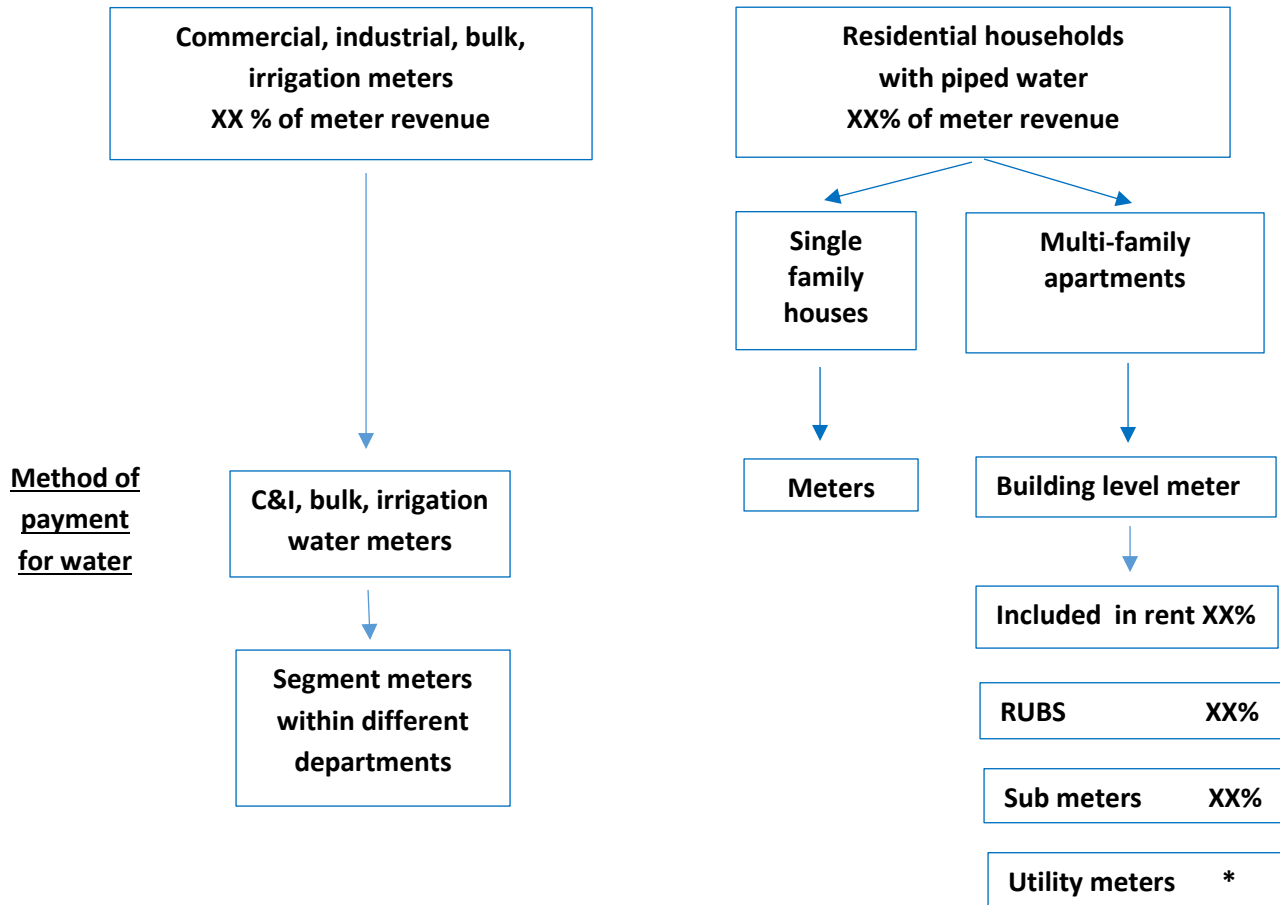 Commercial, industrial, bulk,
irrigation meters
XX % of meter revenue
Residential households
with piped water
XX% of meter revenue
Single
family
houses
Multi-family
apartments
Method of
payment
for water
C&I, bulk, irrigation
water meters
Meters
Building level meter
Included in rent XX%
Segment meters
within different
departments
RUBS XX%
Sub meters XX%
Utility meters *